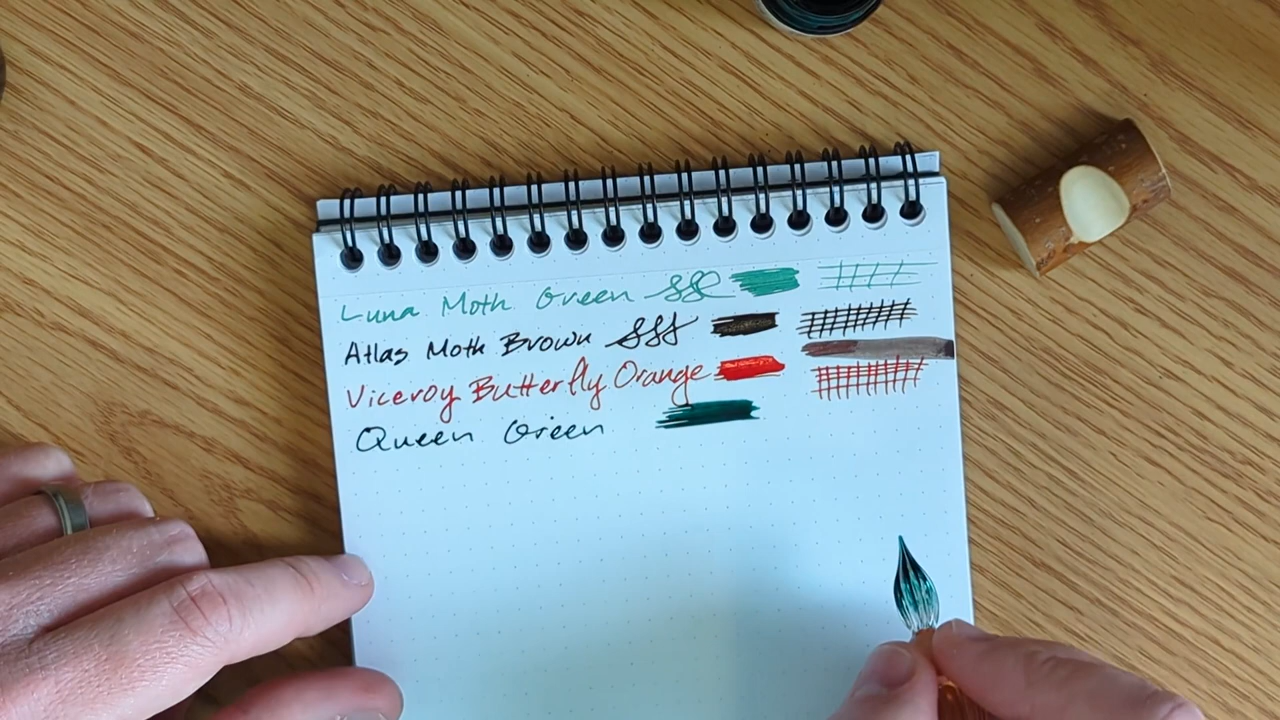 Luna Moth Green
Atlas Moth Brown
Viceroy Butterfly Orange
Queen Green